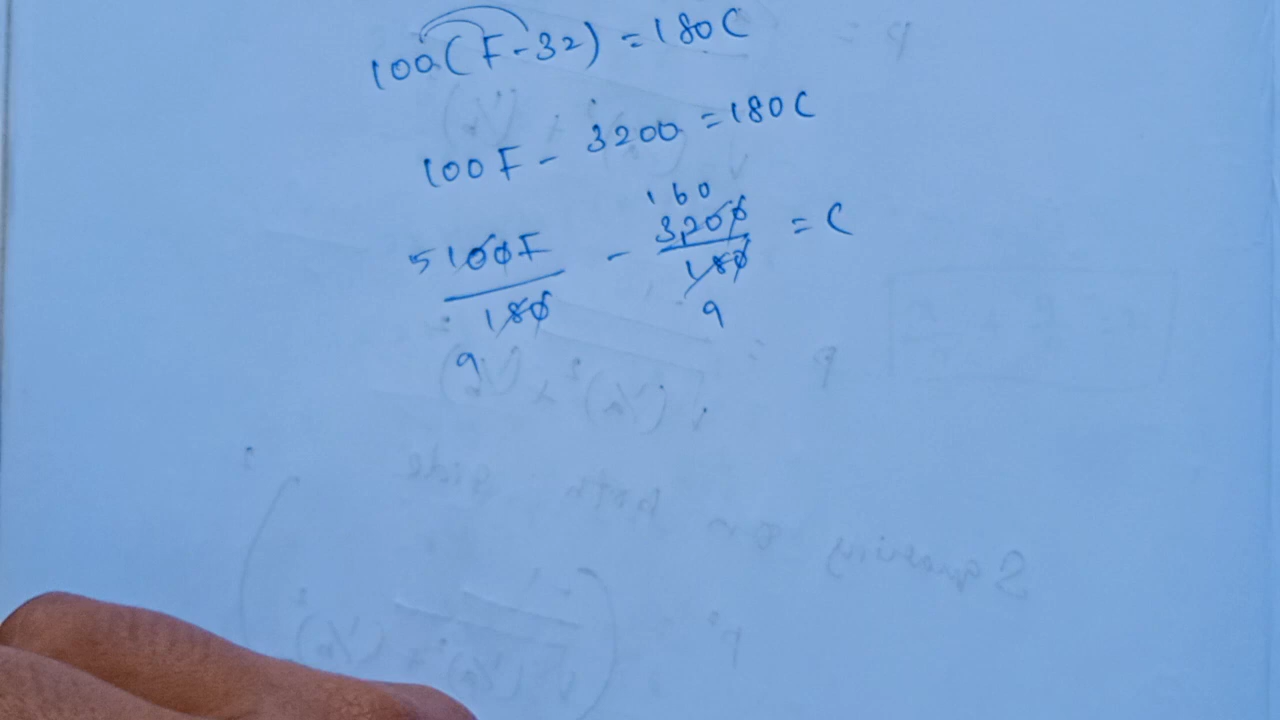 100(F-32) = 180C
100F - 3200 = 180C
160
5 100F - 3200 = C
180 180
9 9